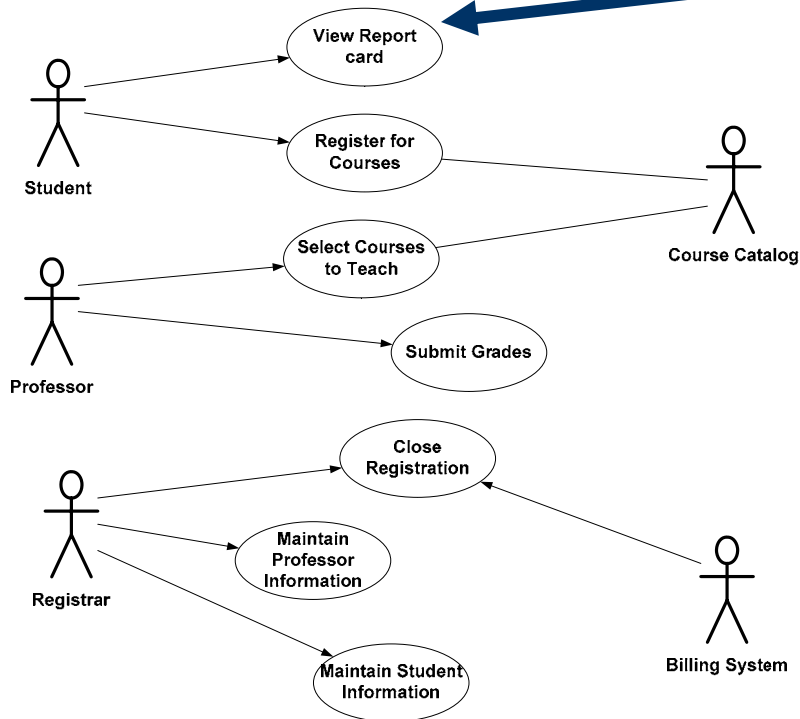 View Report
card
Student
Register for
Courses
Course Catalog
Select Courses
to Teach
Professor
Submit Grades
Close
Registration
Registrar
Maintain
Professor
Information
Billing System
Maintain Student
Information